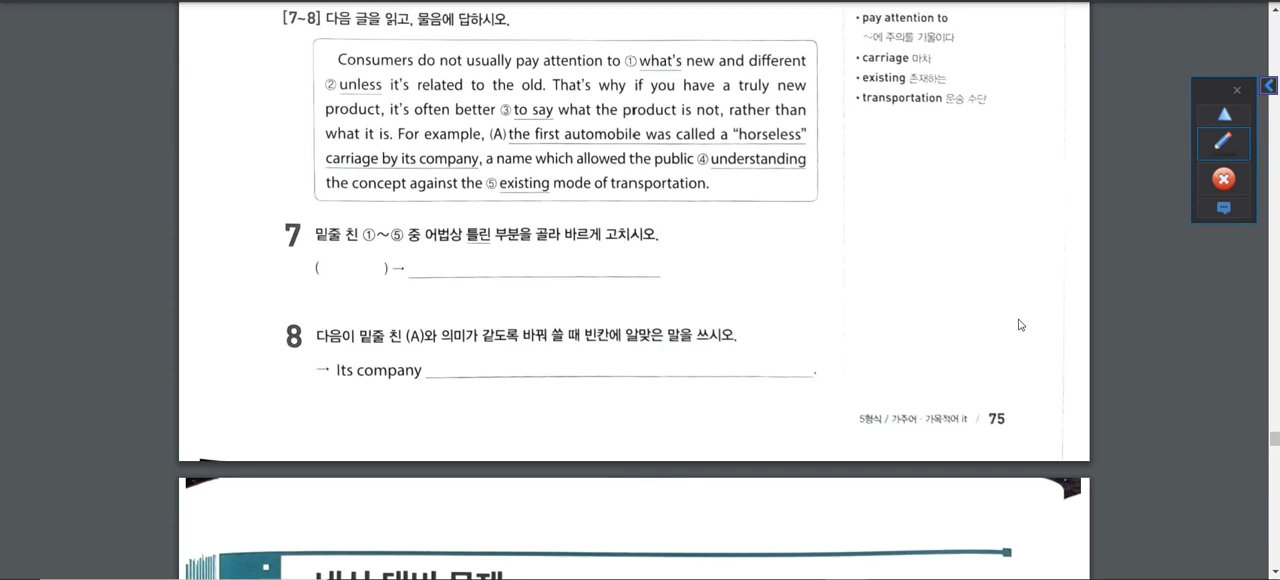 [7~8] 다음 글을 읽고, 물음에 답하시오.
Consumers do not usually pay attention to ① what's new and different
② unless it's related to the old. That's why if you have a truly new
product, it's often better ③ to say what the product is not, rather than
what it is. For example, (A) the first automobile was called a “horseless”
carriage by its company, a name which allowed the public ④ understanding
the concept against the ⑤ existing mode of transportation.
7 밑줄 친 ①~⑤ 중 어법상 틀린 부분을 골라 바르게 고치시오.
( ) →
8 다음이 밑줄 친 (A)와 의미가 같도록 바꿔 쓸 때 빈칸에 알맞은 말을 쓰시오.
→ Its company .
• pay attention to
~에 주의를 기울이다
• carriage 마차
• existing 존재하는
• transportation 운송 수단
5형식 / 가주어·가목적어 it / 75